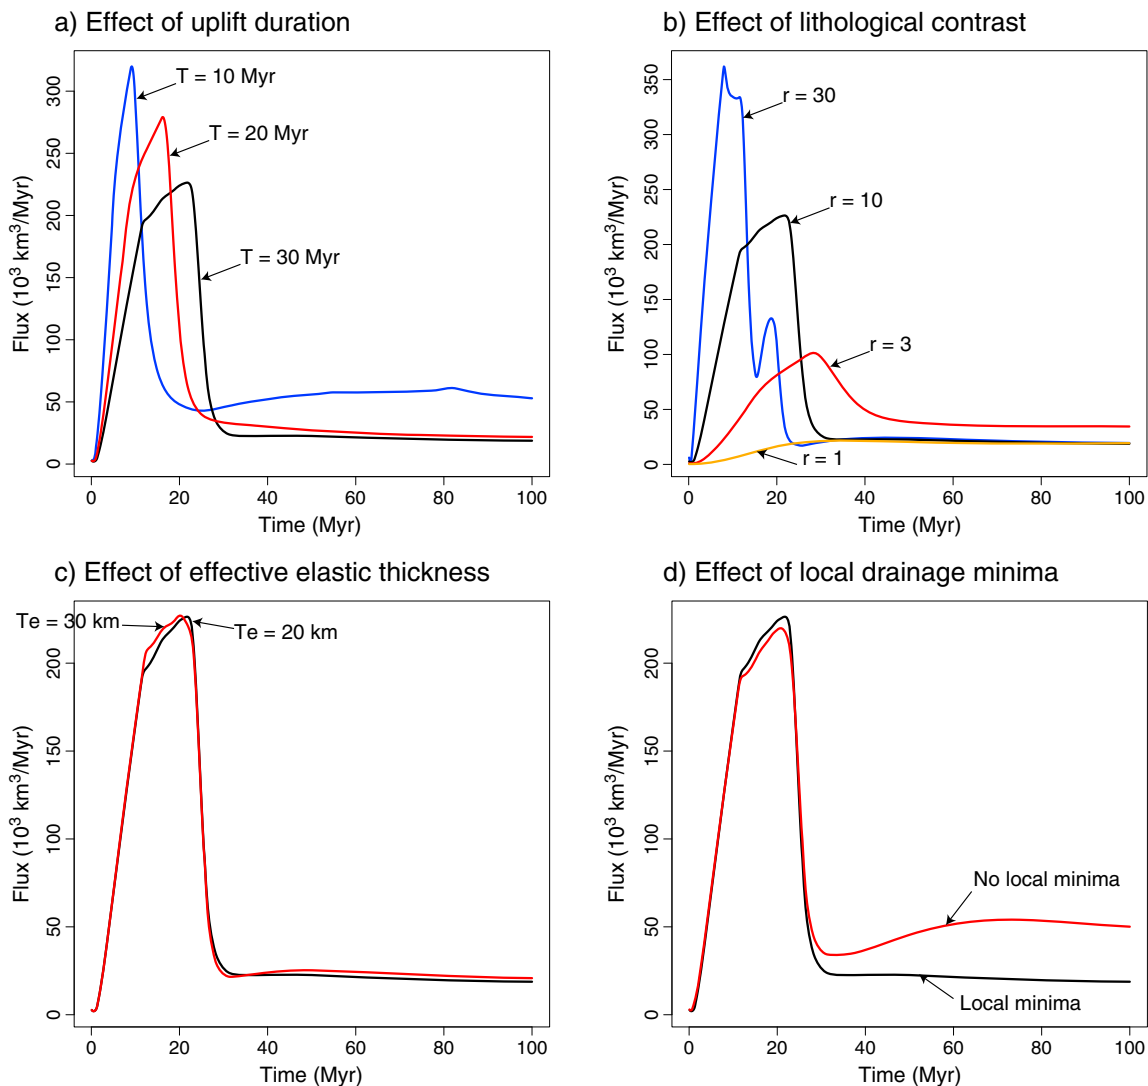 a) Effect of uplift duration
Flux (10³ km³/Myr)
0 50 100 150 200 250 300
T = 10 Myr
T = 20 Myr
T = 30 Myr
0 20 40 60 80 100
Time (Myr)
b) Effect of lithological contrast
Flux (10³ km³/Myr)
0 50 100 150 200 250 300 350
r = 30
r = 10
r = 3
r = 1
0 20 40 60 80 100
Time (Myr)
c) Effect of effective elastic thickness
Flux (10³ km³/Myr)
0 50 100 150 200
Te = 30 km
Te = 20 km
0 20 40 60 80 100
Time (Myr)
d) Effect of local drainage minima
Flux (10³ km³/Myr)
0 50 100 150 200
No local minima
Local minima
0 20 40 60 80 100
Time (Myr)